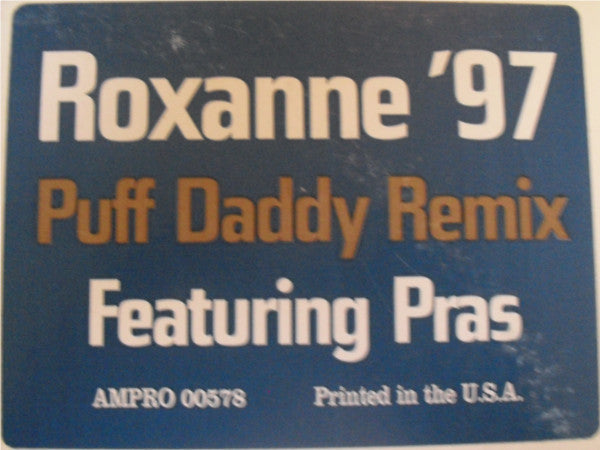 Roxanne '97
Puff Daddy Remix
Featuring Pras
AMPRO 00578 Printed in the U.S.A.